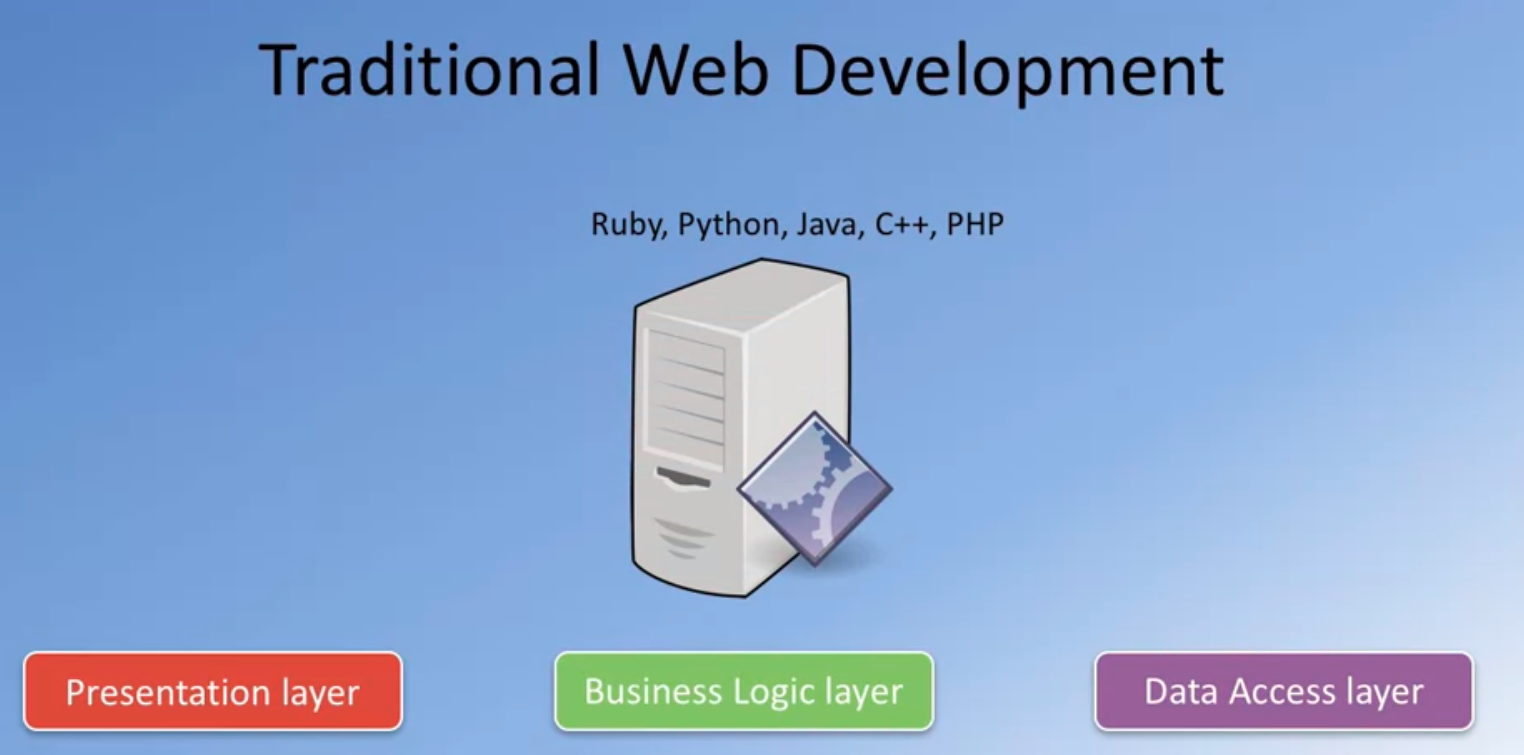 Traditional Web Development
Ruby, Python, Java, C++, PHP
Presentation layer
Business Logic layer
Data Access layer